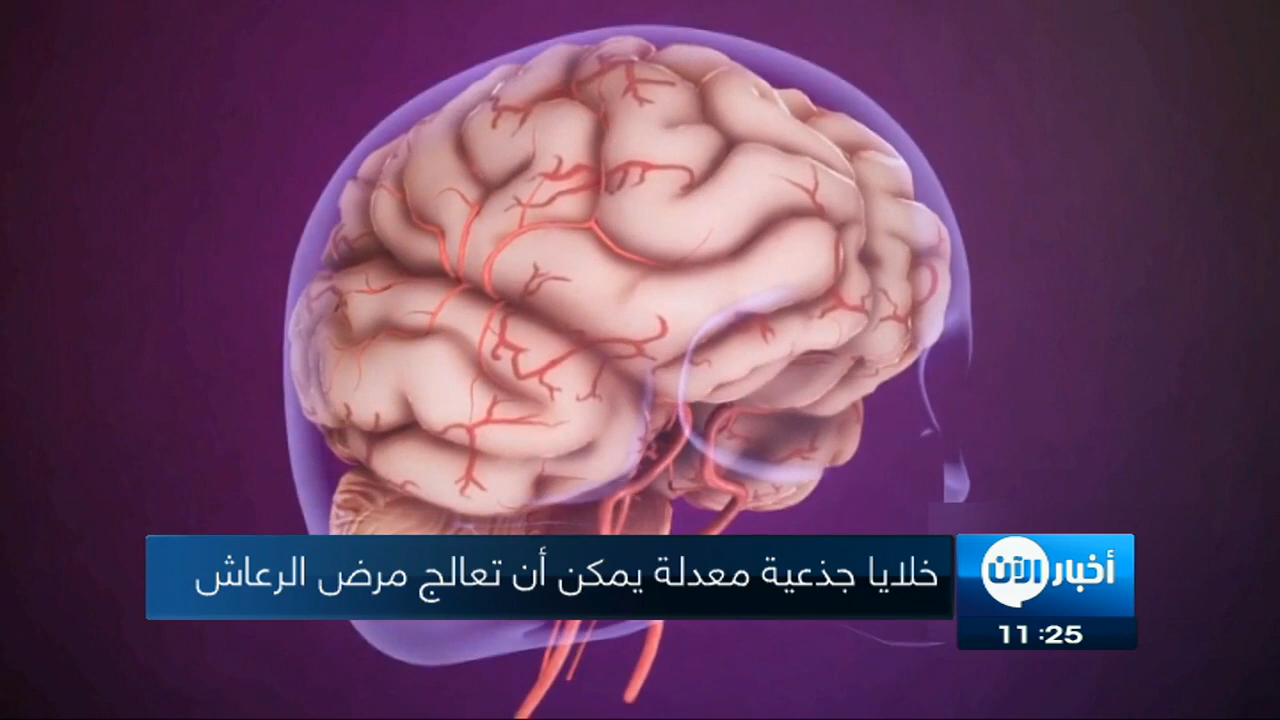 خلايا جذعية معدلة يمكن أن تعالج مرض الرعاش
أخبار الآن
11:25